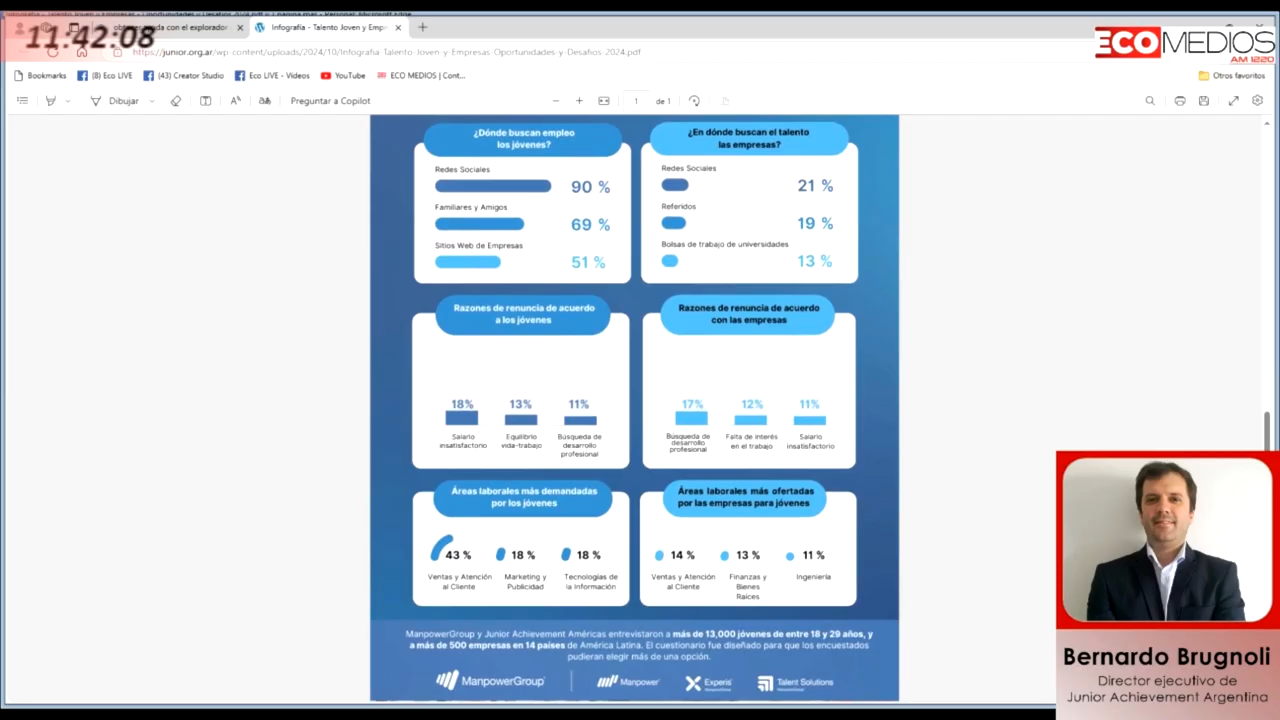 obtener ayuda con el explorador
Infografía - Talento Joven y Emp
11:42:08
https://junior.org.ar/wp-content/uploads/2024/10/Infografia-Talento-Joven-y-Empresas-Oportunidades-y-Desafios-2024.pdf
ECOMEDIOS
AM 1220
Bookmarks
(8) Eco LIVE
(43) Creator Studio
Eco LIVE - Videos
YouTube
ECO MEDIOS | Cont...
Otros favoritos
Dibujar
Preguntar a Copilot
1
de 1
¿Dónde buscan empleo
los jóvenes?
Redes Sociales
90 %
Familiares y Amigos
69 %
Sitios Web de Empresas
51 %
¿En dónde buscan el talento
las empresas?
Redes Sociales
21 %
Referidos
19 %
Bolsas de trabajo de universidades
13 %
Razones de renuncia de acuerdo
a los jóvenes
18%
13%
11%
Salario
insatisfactorio
Equilibrio
vida-trabajo
Búsqueda de
desarrollo
profesional
Razones de renuncia de acuerdo
con las empresas
17%
12%
11%
Búsqueda de
desarrollo
profesional
Falta de interés
en el trabajo
Salario
insatisfactorio
Áreas laborales más demandadas
por los jóvenes
43 %
18 %
18 %
Ventas y Atención
al Cliente
Marketing y
Publicidad
Tecnologías de
la Información
Áreas laborales más ofertadas
por las empresas para jóvenes
14 %
13 %
11 %
Ventas y Atención
al Cliente
Finanzas y
Bienes
Raíces
Ingeniería
ManpowerGroup y Junior Achievement Américas entrevistaron a más de 13,000 jóvenes de entre 18 y 29 años, y
a más de 500 empresas en 14 países de América Latina. El cuestionario fue diseñado para que los encuestados
pudieran elegir más de una opción.
ManpowerGroup
Manpower
Experis
Talent Solutions
Bernardo Brugnoli
Director ejecutivo de
Junior Achievement Argentina